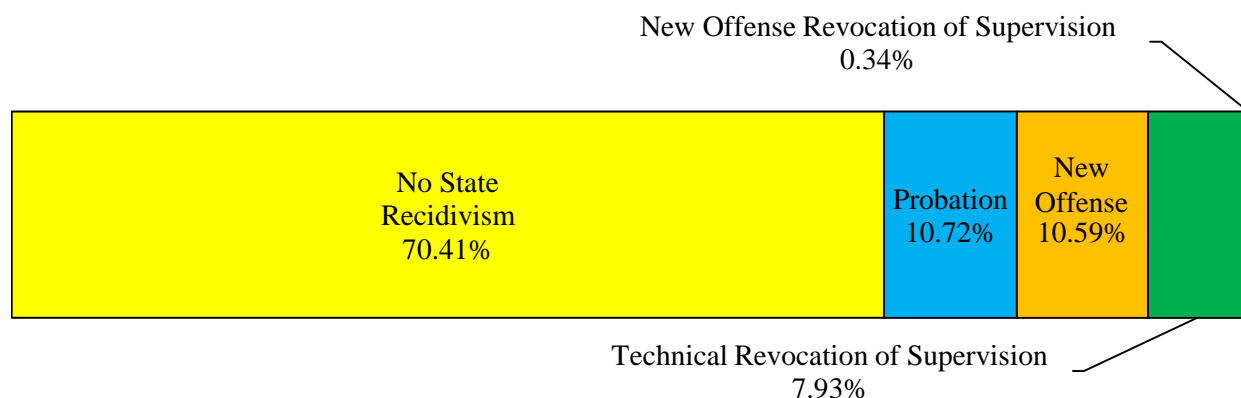 New Offense Revocation of Supervision
0.34%
No State
Recidivism
70.41%
Probation
10.72%
New
Offense
10.59%
Technical Revocation of Supervision
7.93%